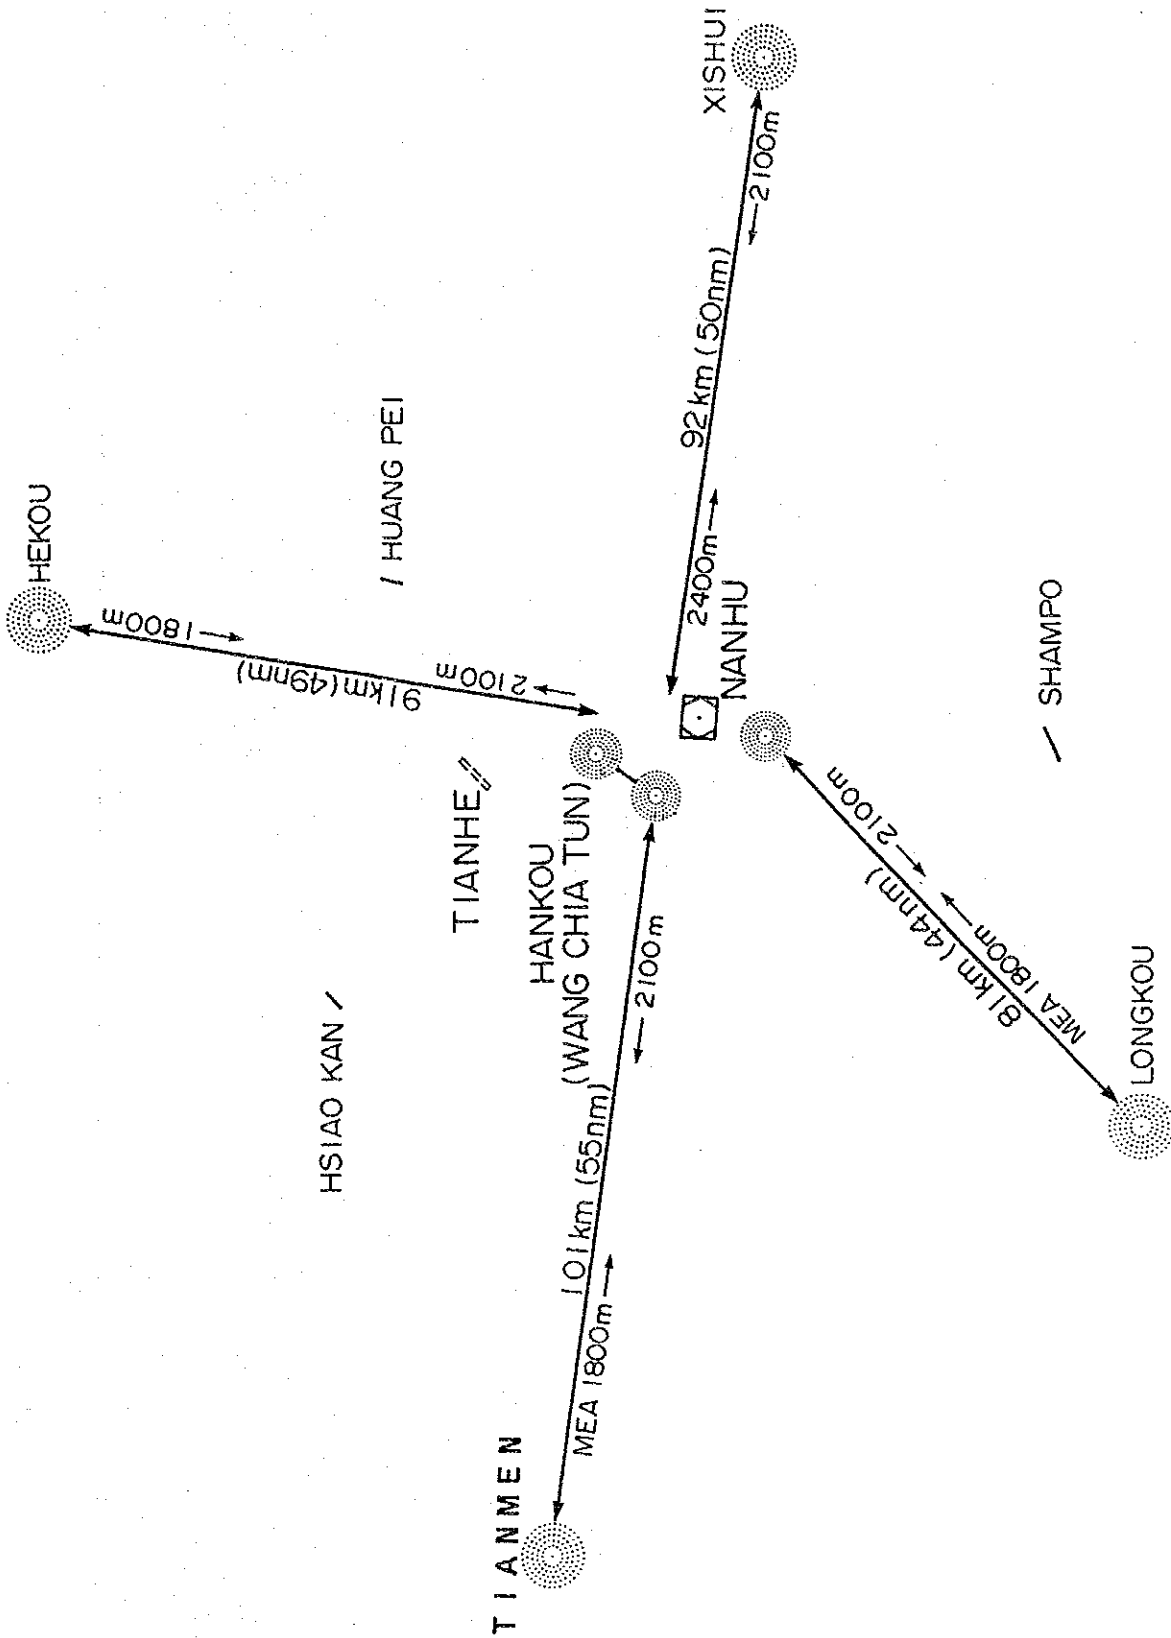 HEKOU
1800m
91km(49nm)
2100m
HUANG PEI
XISHUI
2100m
92km(50nm)
2400m
NANHU
TIANHE
HANKOU
(WANG CHIA TUN)
HSIAO KAN
2100m
101km(55nm)
MEA 1800m
TIANMEN
2100m
81km(44nm)
MEA 1800m
LONGKOU
SHAMPO